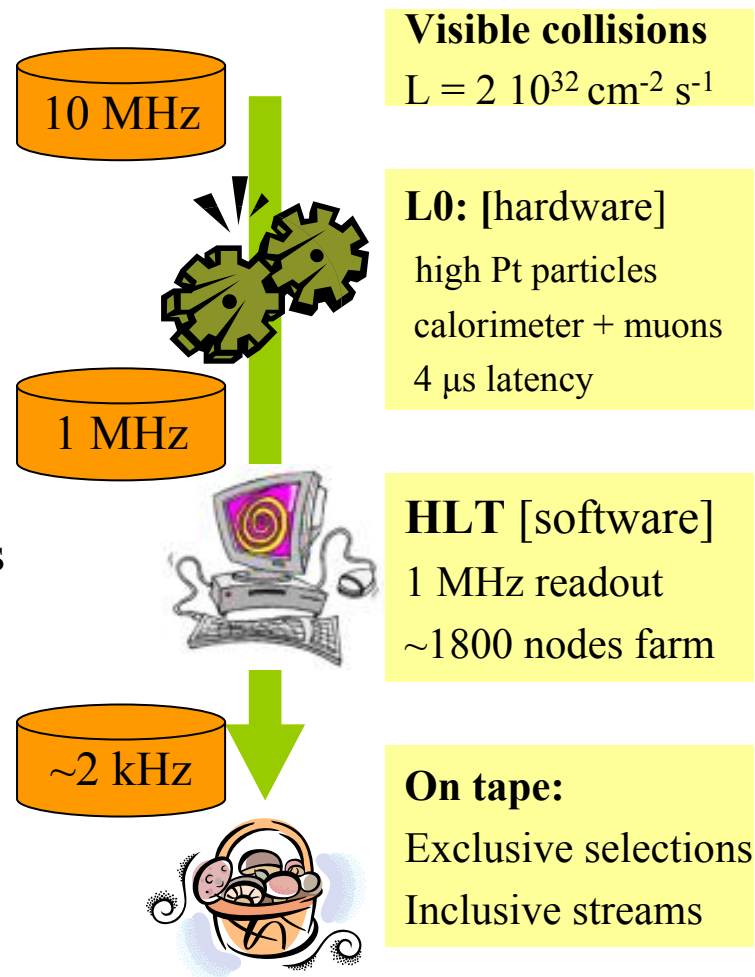 Visible collisions
L = 2 10³² cm⁻² s⁻¹
10 MHz
L0: [hardware]
high Pt particles
calorimeter + muons
4 μs latency
1 MHz
HLT [software]
1 MHz readout
~1800 nodes farm
s
~2 kHz
On tape:
Exclusive selections
Inclusive streams